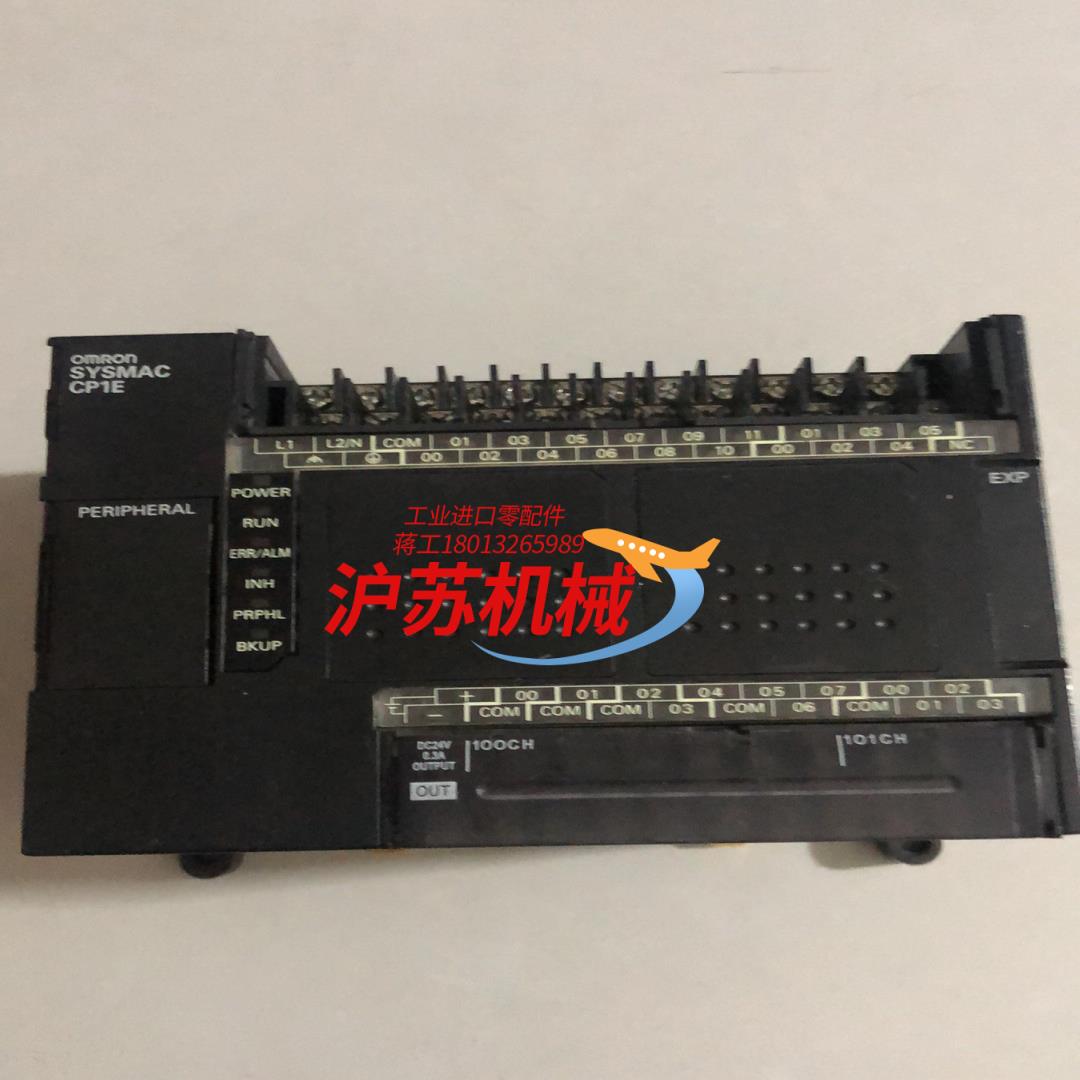 OMRON
SYSMAC
CP1E
L1 L2/N COM 01 03 05 07 09 11 01 03 05
00 02 04 06 08 10 00 02 04 NC
EXP
PERIPHERAL
POWER
RUN
ERR/ALM
INH
PRPHL
BKUP
工业进口零配件
蒋工18013265989
沪苏机械
+ 00 01 02 04 05 07 00 02
- COM COM COM 03 COM 06 COM 01 03
DC24V
0.3A
OUTPUT
100CH
101CH
OUT